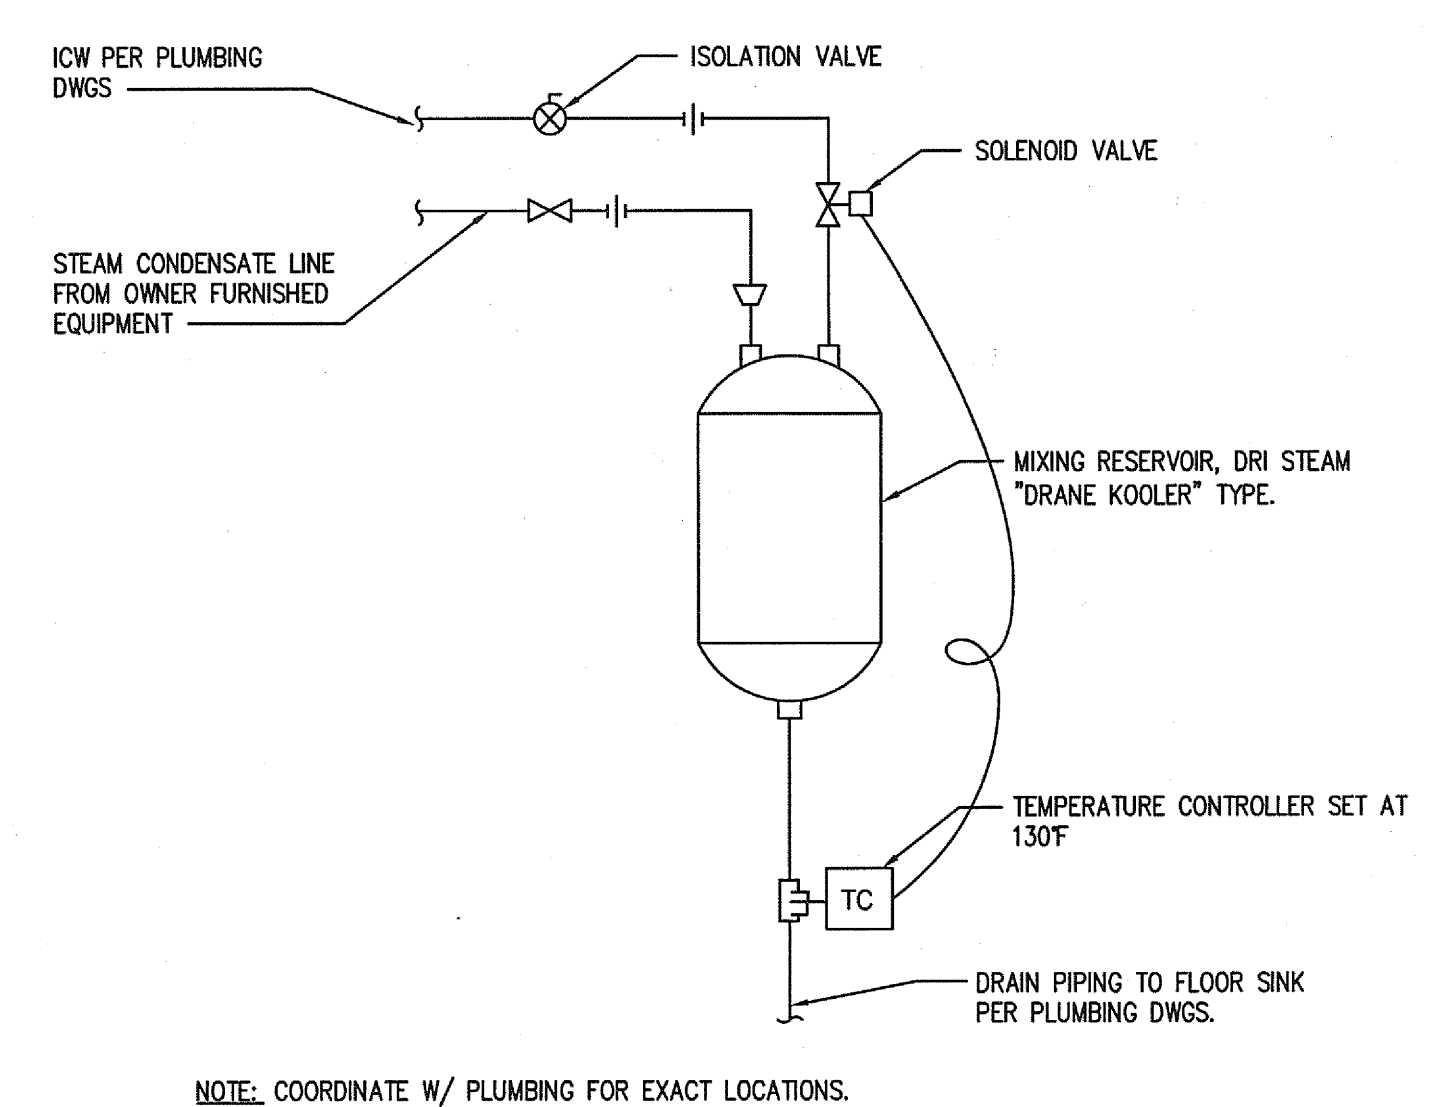 ICW PER PLUMBING
DWGS
ISOLATION VALVE
SOLENOID VALVE
STEAM CONDENSATE LINE
FROM OWNER FURNISHED
EQUIPMENT
MIXING RESERVOIR, DRI STEAM
"DRANE KOOLER" TYPE.
TEMPERATURE CONTROLLER SET AT
130°F
TC
DRAIN PIPING TO FLOOR SINK
PER PLUMBING DWGS.
NOTE: COORDINATE W/ PLUMBING FOR EXACT LOCATIONS.